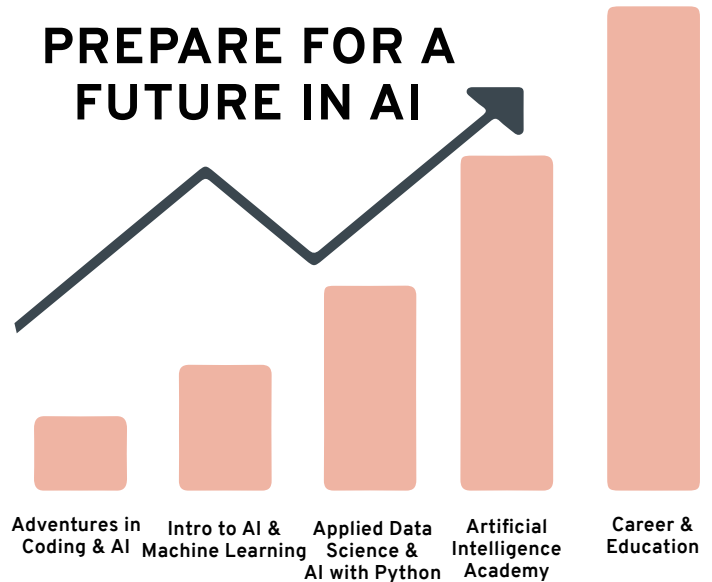 PREPARE FOR A
FUTURE IN AI
Adventures in
Coding & AI
Intro to AI &
Machine Learning
Applied Data
Science &
AI with Python
Artificial
Intelligence
Academy
Career &
Education